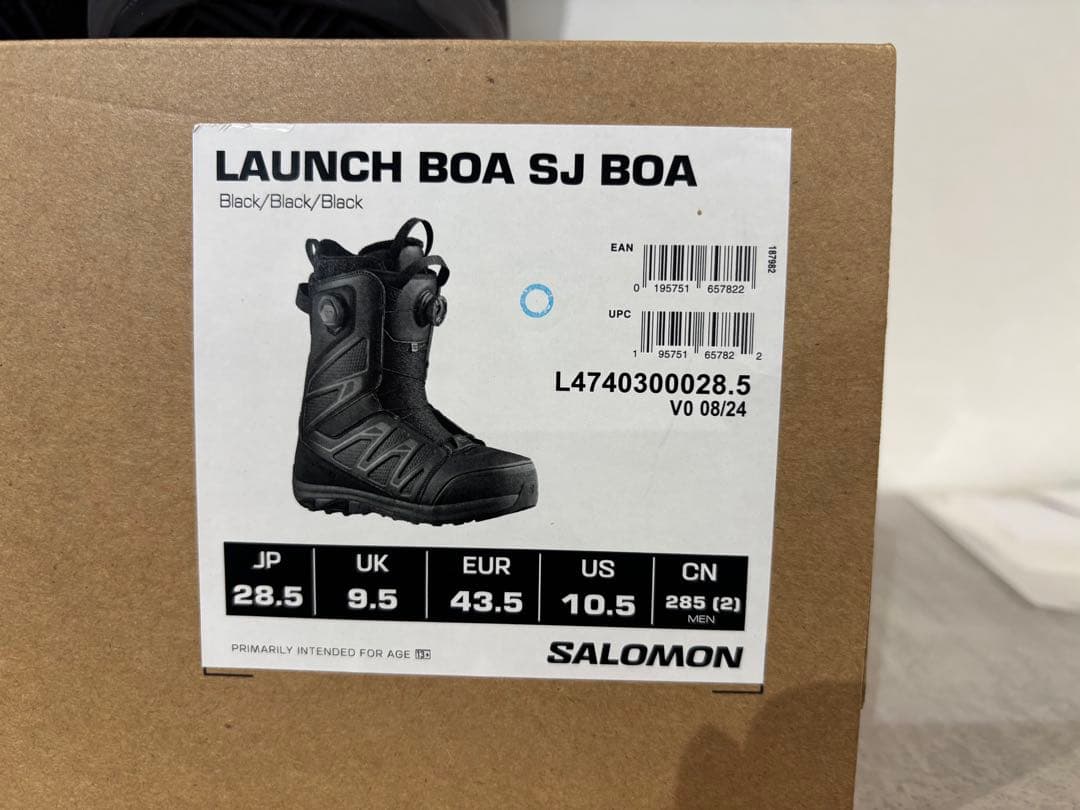 LAUNCH BOA SJ BOA
Black/Black/Black
EAN
0 195751 657822
187982
UPC
1 95751 65782 2
L4740300028.5
V0 08/24
JP UK EUR US CN
28.5 9.5 43.5 10.5 285 (2)
MEN
PRIMARILY INTENDED FOR AGE 13+
SALOMON